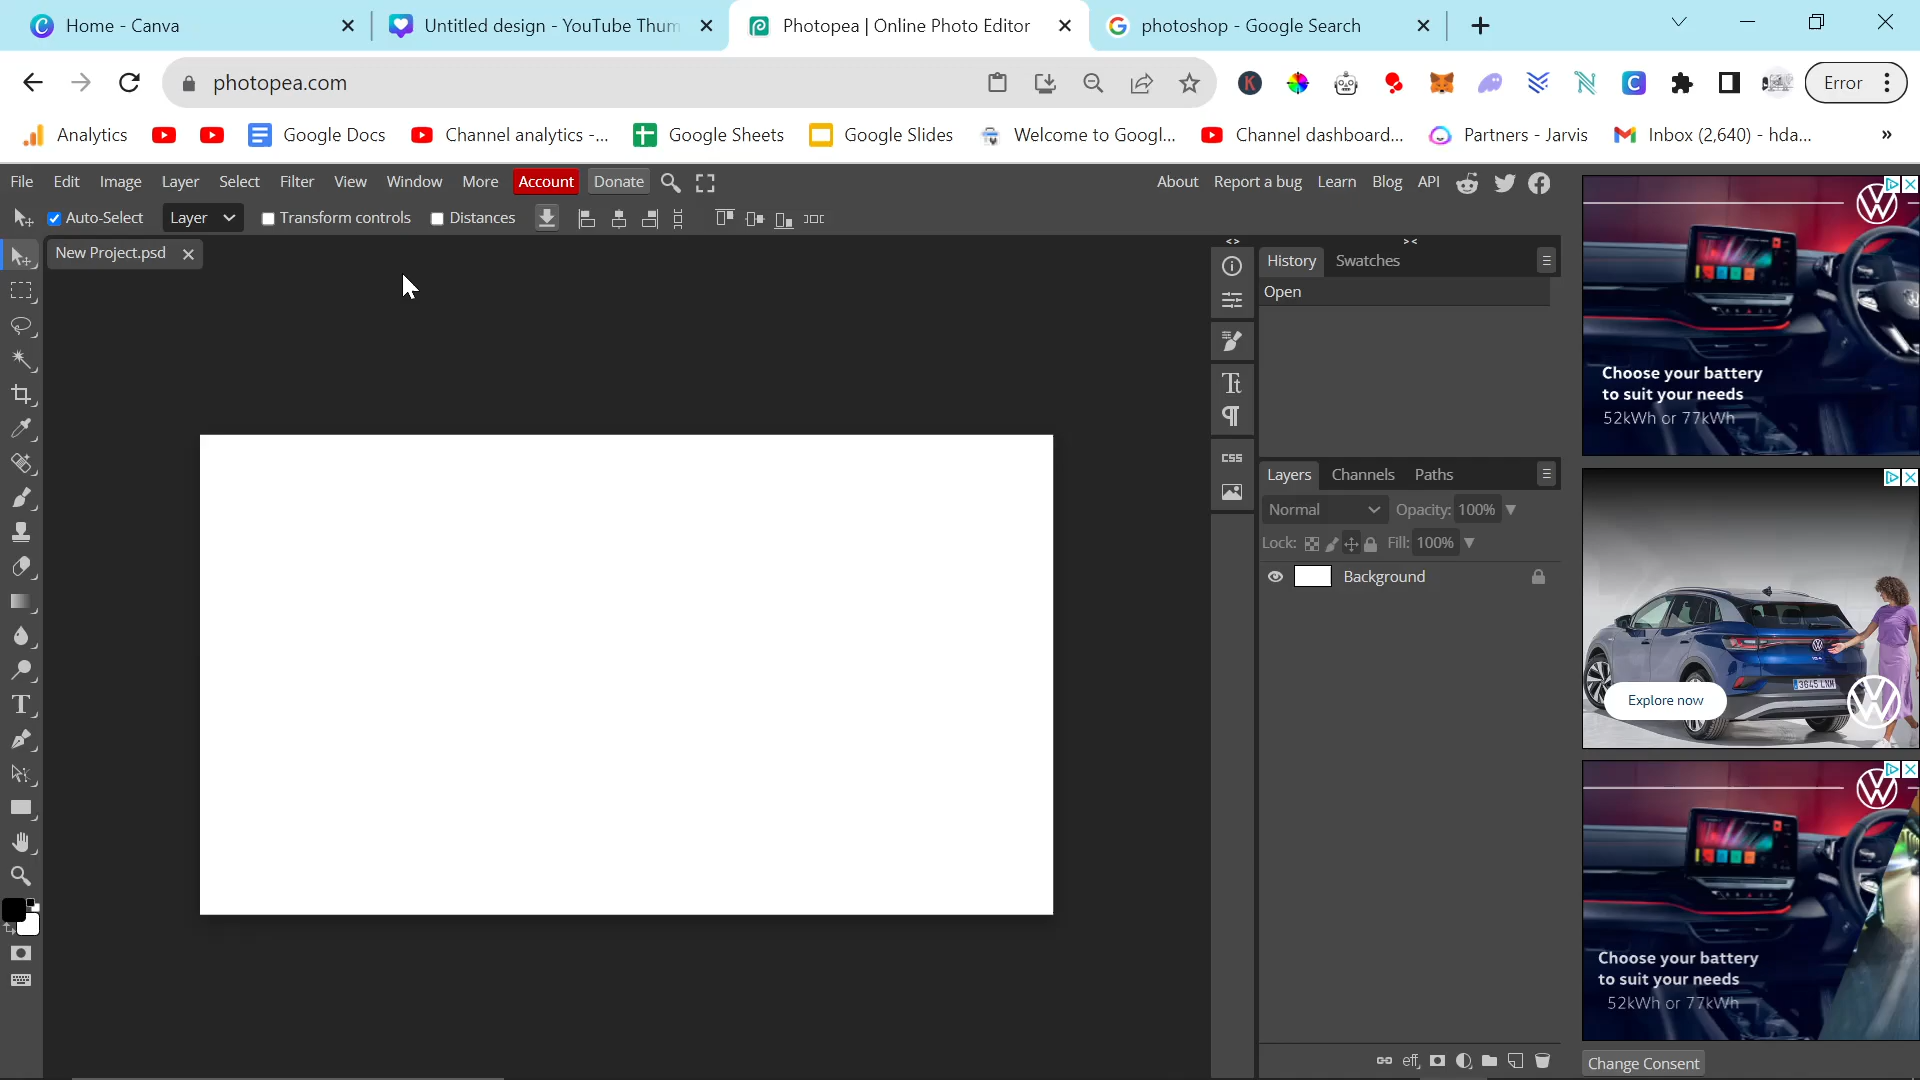 Home - Canva
Untitled design - YouTube Thum
Photopea | Online Photo Editor
photoshop - Google Search
photopea.com
Error
Analytics
Google Docs
Channel analytics -...
Google Sheets
Google Slides
Welcome to Googl...
Channel dashboard...
Partners - Jarvis
Inbox (2,640) - hda...
»
File Edit Image Layer Select Filter View Window More Account Donate
About Report a bug Learn Blog API
Auto-Select Layer Transform controls Distances
New Project.psd
History Swatches
Open
CSS
Layers Channels Paths
Normal Opacity: 100%
Lock: Fill: 100%
Background
eff
Choose your battery
to suit your needs
52kWh or 77kWh
Explore now
3645 LNM
Choose your battery
to suit your needs
52kWh or 77kWh
Change Consent